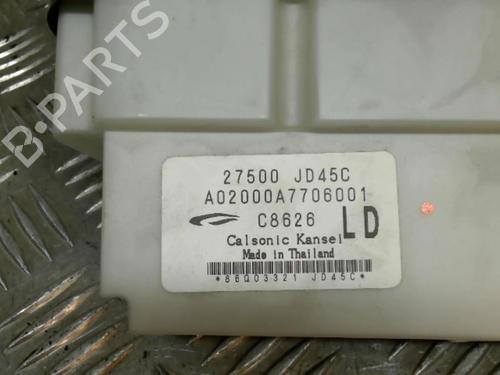 B-PARTS
27500 JD45C
A02000A7706001
C8626 LD
Calsonic Kansei
Made in Thailand
*86Q03321 JD45C*